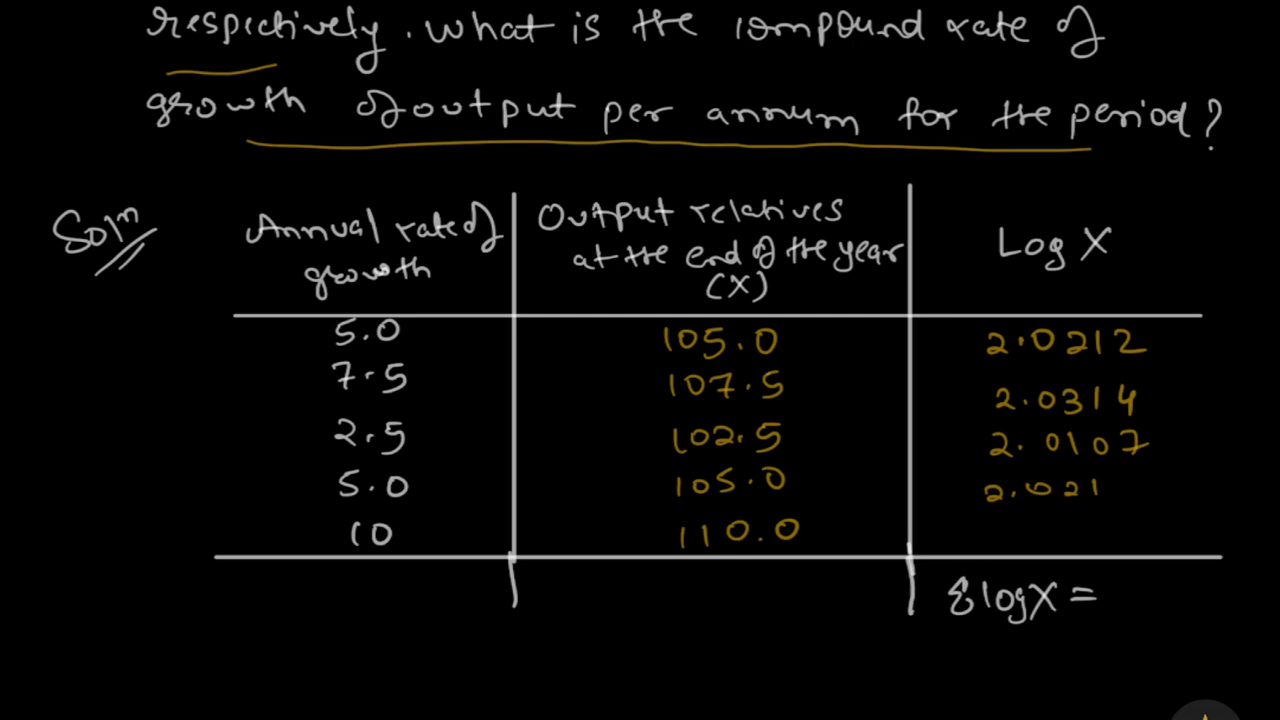 respectively. What is the compound rate of
growth of output per annum for the period?
Soln
Annual rate of growth | Output relatives at the end of the year (X) | Log X
5.0 | 105.0 | 2.0212
7.5 | 107.5 | 2.0314
2.5 | 102.5 | 2.0107
5.0 | 105.0 | 2.021
10 | 110.0
Σ log X =